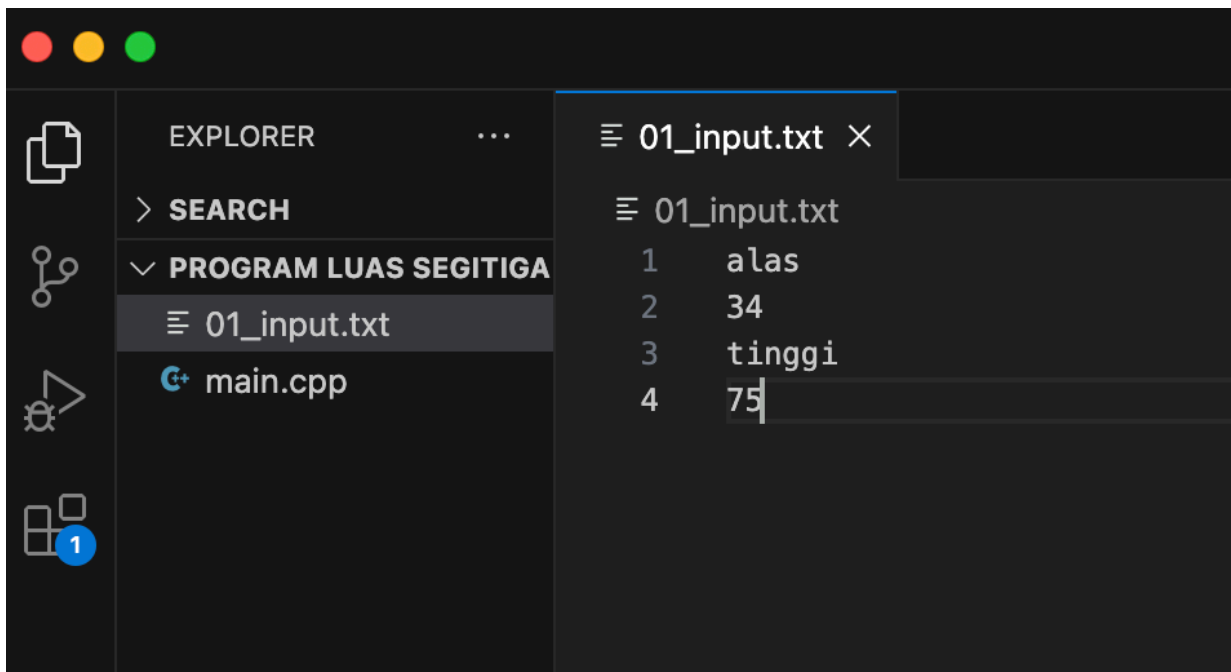 EXPLORER ...
SEARCH
PROGRAM LUAS SEGITIGA
01_input.txt
main.cpp
1
01_input.txt
01_input.txt
1 alas
2 34
3 tinggi
4 75